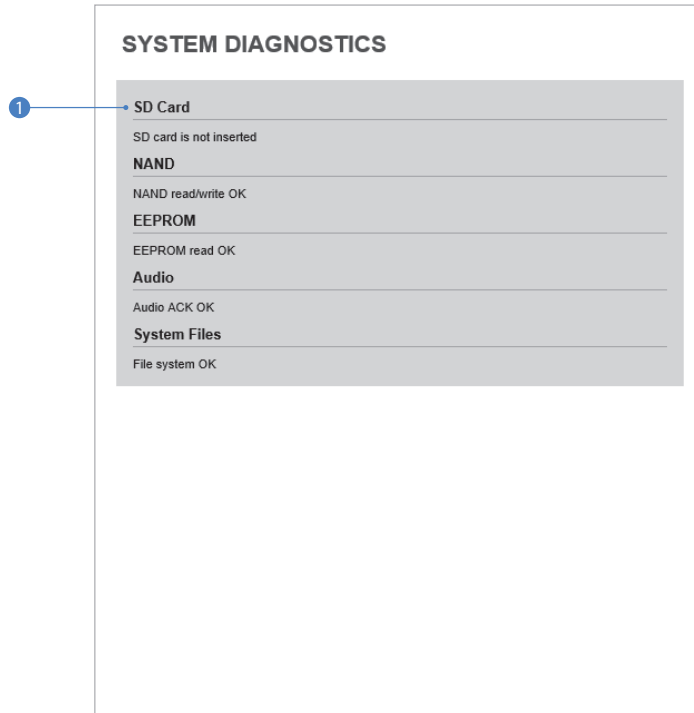 SYSTEM DIAGNOSTICS
1
SD Card
SD card is not inserted
NAND
NAND read/write OK
EEPROM
EEPROM read OK
Audio
Audio ACK OK
System Files
File system OK